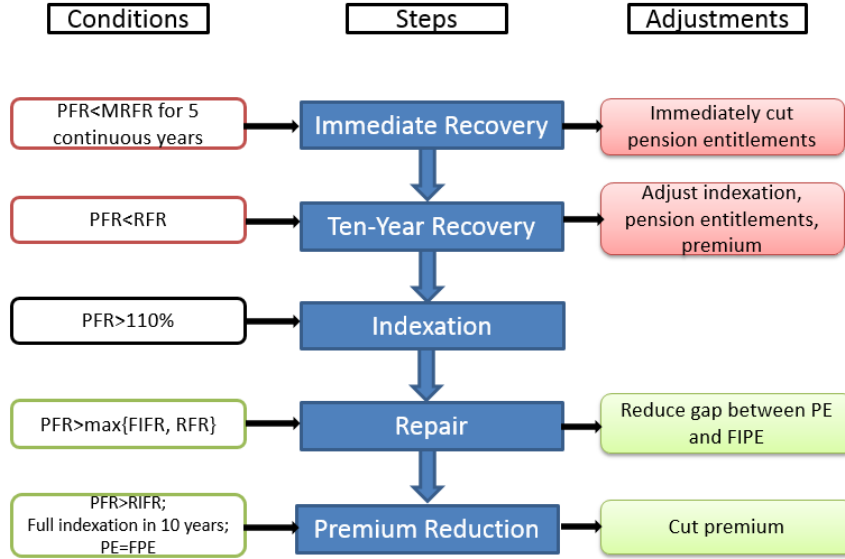 Conditions
Steps
Adjustments
PFR<MRFR for 5
continuous years
Immediate Recovery
Immediately cut
pension entitlements
PFR<RFR
Ten-Year Recovery
Adjust indexation,
pension entitlements,
premium
PFR>110%
Indexation
PFR>max{FIFR, RFR}
Repair
Reduce gap between PE
and FIPE
PFR>RIFR;
Full indexation in 10 years;
PE=FPE
Premium Reduction
Cut premium